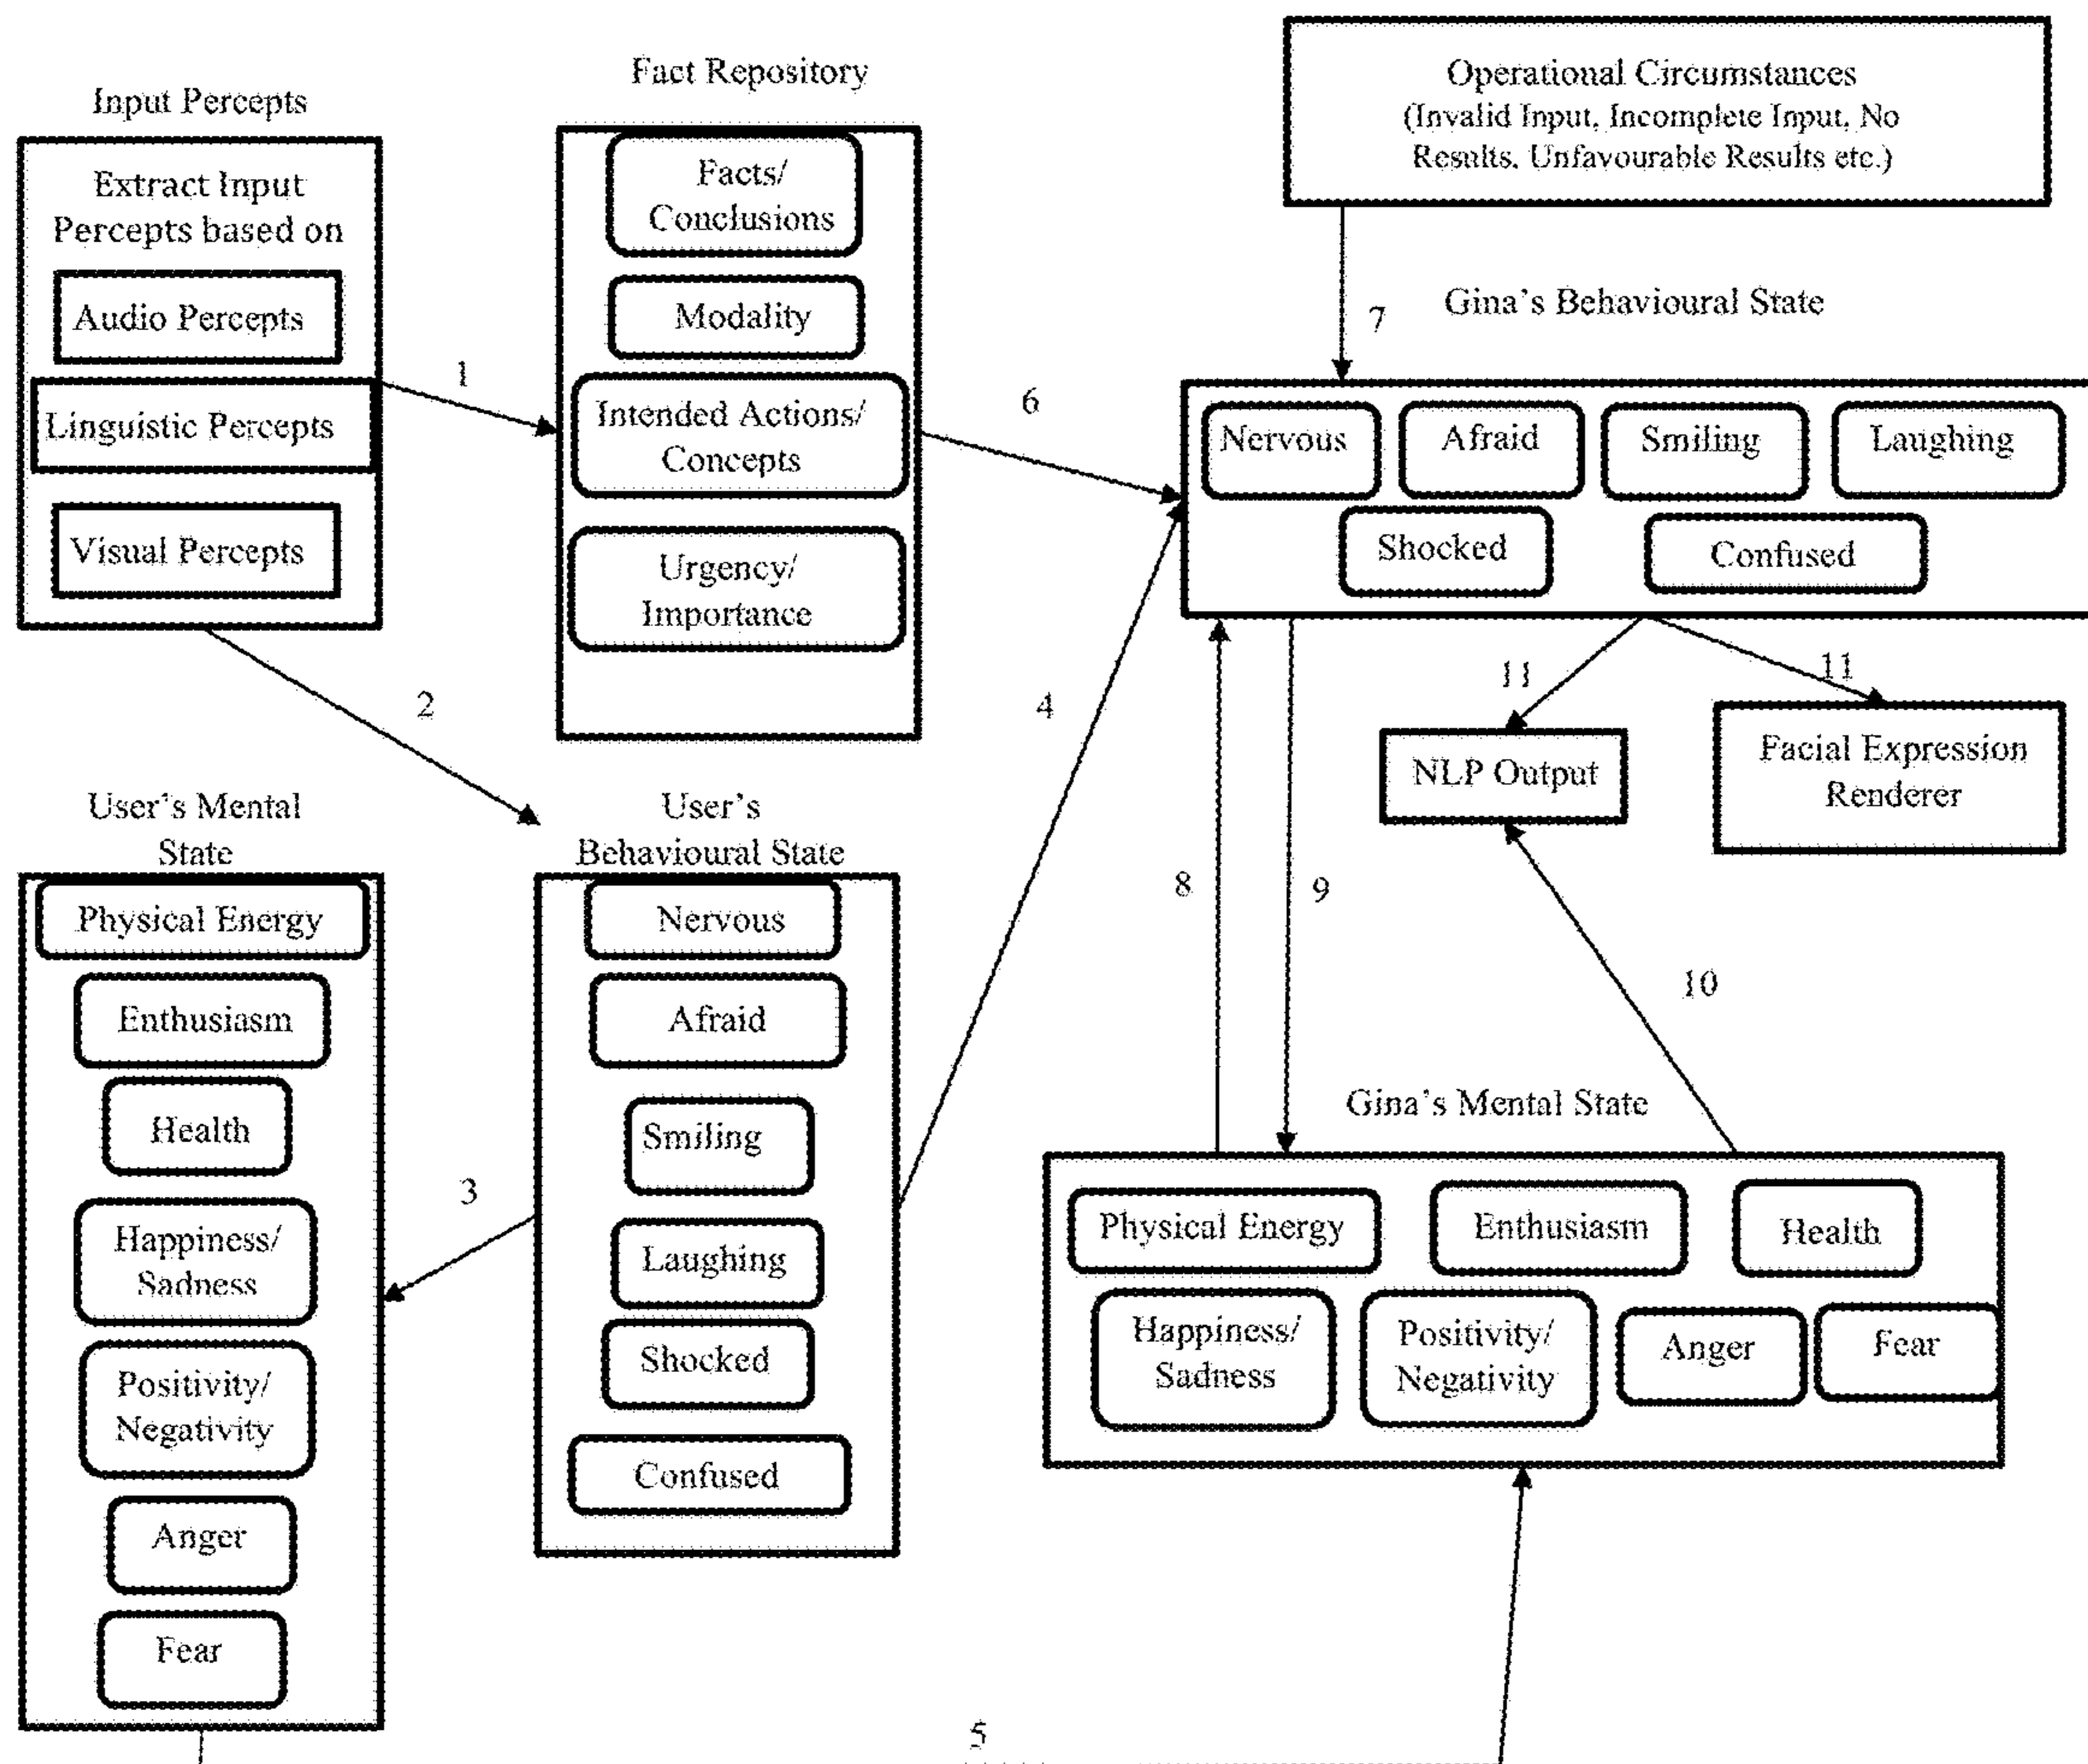 Input Percepts
Extract Input
Percepts based on
Audio Percepts
Linguistic Percepts
Visual Percepts
1
2
Fact Repository
Facts/
Conclusions
Modality
Intended Actions/
Concepts
Urgency/
Importance
6
4
Operational Circumstances
(Invalid Input, Incomplete Input, No
Results, Unfavourable Results etc.)
7
Gina's Behavioural State
Nervous
Afraid
Smiling
Laughing
Shocked
Confused
11
11
NLP Output
Facial Expression
Renderer
8
9
10
User's Mental
State
Physical Energy
Enthusiasm
Health
Happiness/
Sadness
Positivity/
Negativity
Anger
Fear
3
User's
Behavioural State
Nervous
Afraid
Smiling
Laughing
Shocked
Confused
Gina's Mental State
Physical Energy
Enthusiasm
Health
Happiness/
Sadness
Positivity/
Negativity
Anger
Fear
5